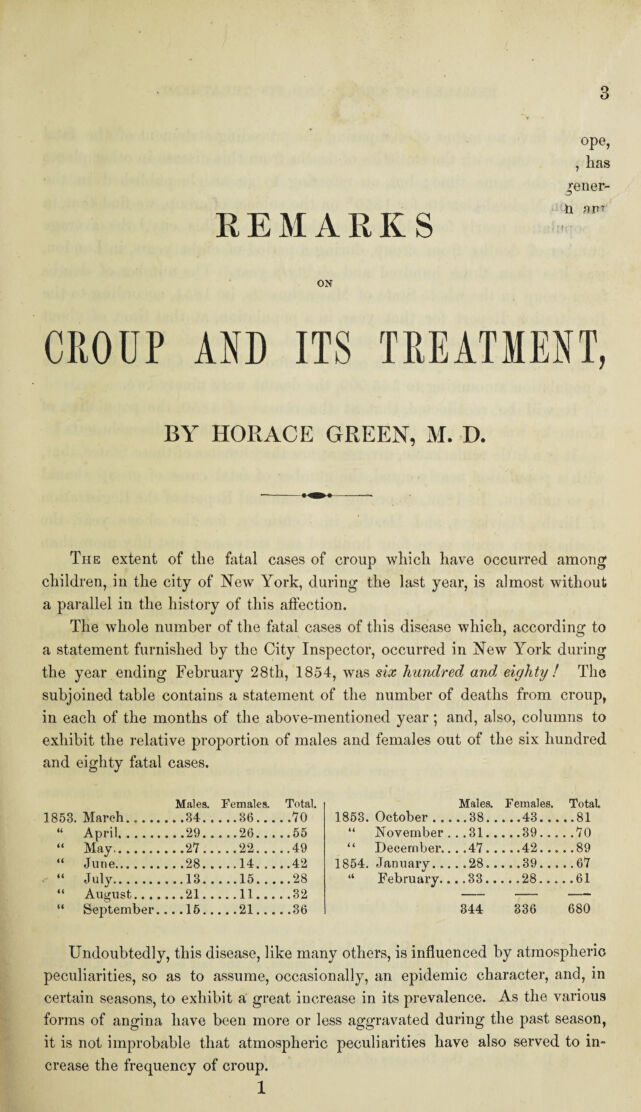 3
ope,
, has
gener-
REMARKS
ON
CROUP AND ITS TREATMENT,
BY HORACE GREEN, M. D.
The extent of the fatal cases of croup which have occurred among
children, in the city of New York, during the last year, is almost without
a parallel in the history of this affection.
The whole number of the fatal cases of this disease which, according to
a statement furnished by the City Inspector, occurred in New York during
the year ending February 28th, 1854, was six hundred and eighty! The
subjoined table contains a statement of the number of deaths from croup,
in each of the months of the above-mentioned year; and, also, columns to
exhibit the relative proportion of males and females out of the six hundred
and eighty fatal cases.
Males. Females. Total.
1853. March........34.....36.....70
" April.........29.....26.....55
" May..........27.....22.....49
" June.........28.....14.....42
" July..........13.....15.....28
" August.......21.....11.....32
" September....15.....21.....36
Males. Females. Total.
1853. October.....38.....43.....81
" November...31.....39.....70
" December....47.....42.....89
1854. January.....28.....39.....67
" February....33.....28.....61
344 336 680
Undoubtedly, this disease, like many others, is influenced by atmospheric
peculiarities, so as to assume, occasionally, an epidemic character, and, in
certain seasons, to exhibit a great increase in its prevalence. As the various
forms of angina have been more or less aggravated during the past season,
it is not improbable that atmospheric peculiarities have also served to in-
crease the frequency of croup.
1